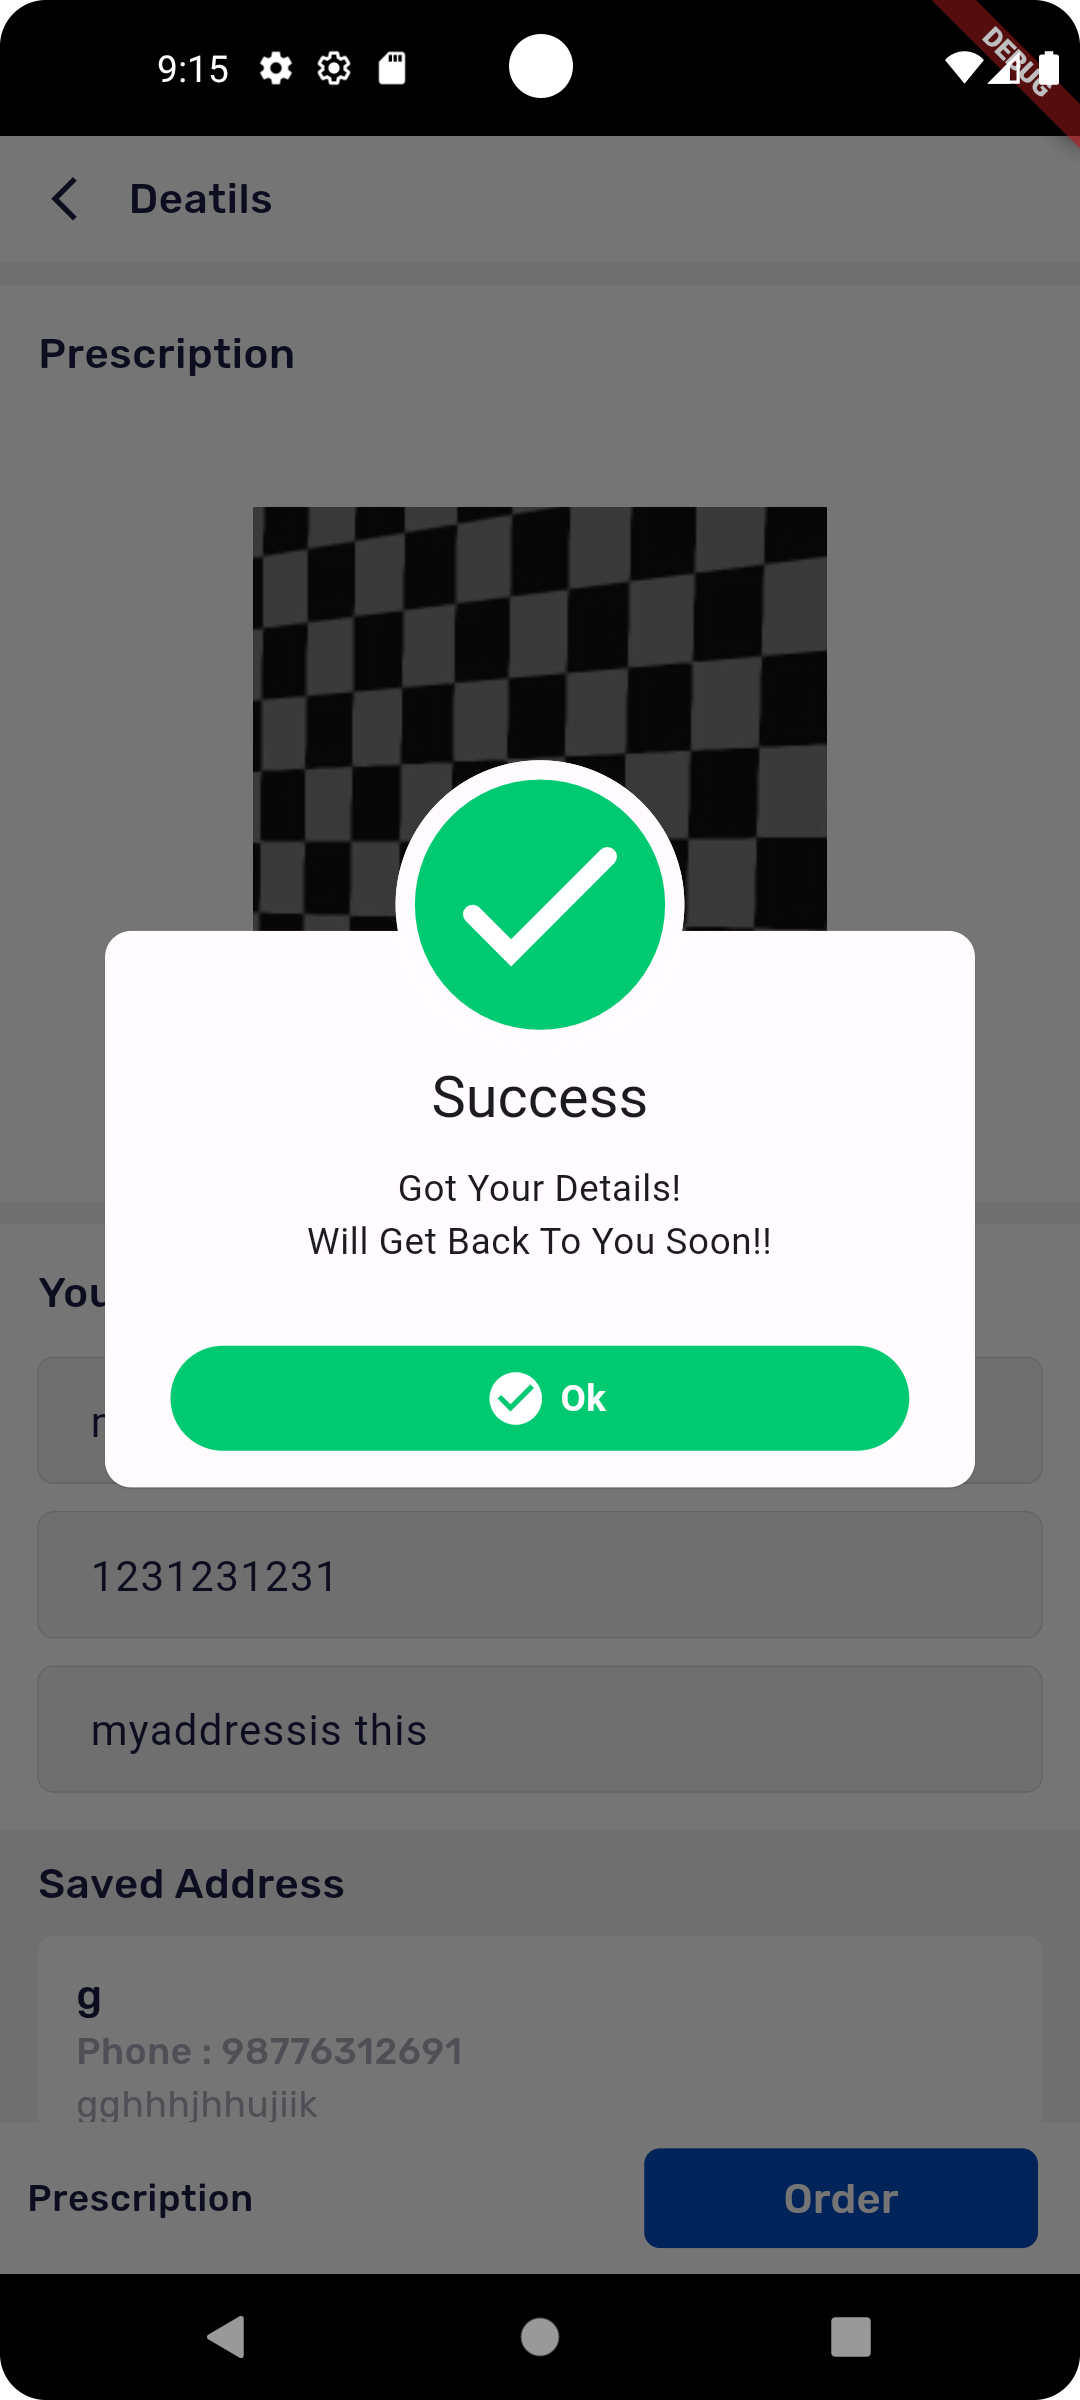 9:15
DEBUG
Deatils
Prescription
Success
Got Your Details!
Will Get Back To You Soon!!
Ok
You
1231231231
myaddressis this
Saved Address
g
Phone : 98776312691
gghhhjhhujiik
Prescription
Order